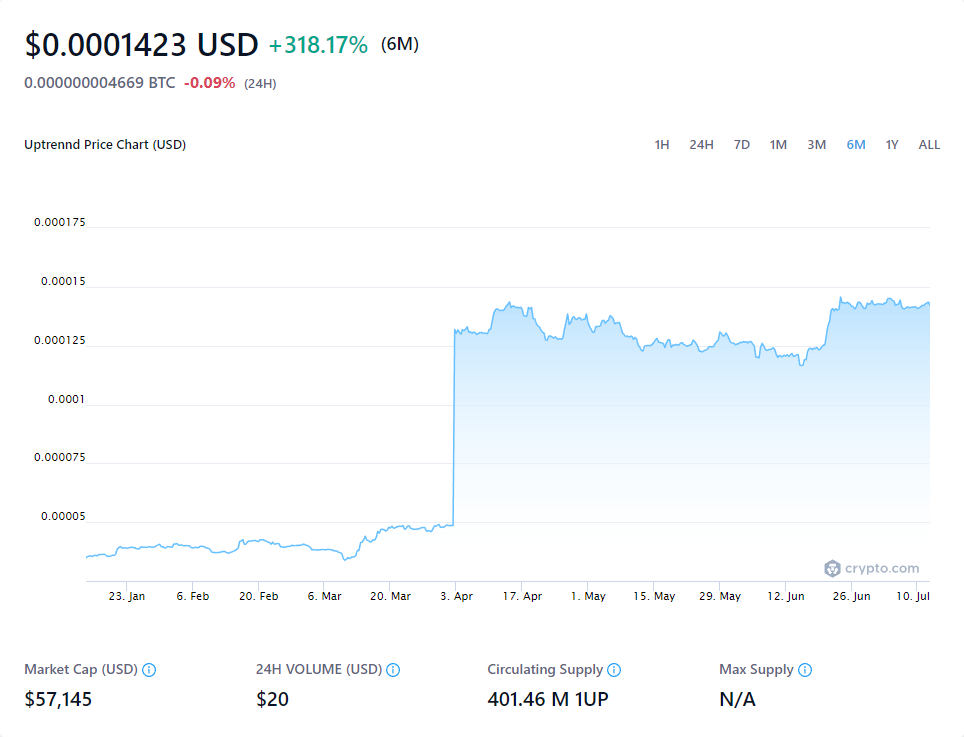 $0.0001423 USD +318.17% (6M)
0.000000004669 BTC -0.09% (24H)
Uptrennd Price Chart (USD) 1H 24H 7D 1M 3M 6M 1Y ALL
0.000175
0.00015
0.000125
0.0001
0.000075
0.00005
crypto.com
23. Jan 6. Feb 20. Feb 6. Mar 20. Mar 3. Apr 17. Apr 1. May 15. May 29. May 12. Jun 26. Jun 10. Jul
Market Cap (USD) 24H VOLUME (USD) Circulating Supply Max Supply
$57,145 $20 401.46 M 1UP N/A